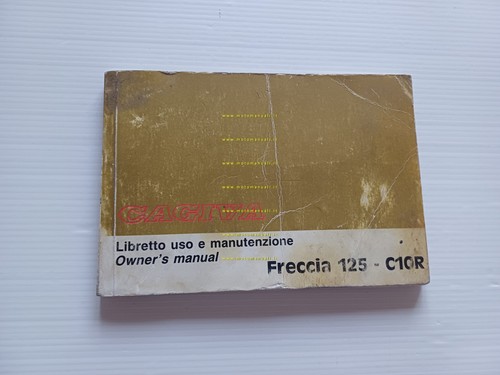 CAGIVA
Libretto uso e manutenzione
Owner's manual
Freccia 125 - C10R